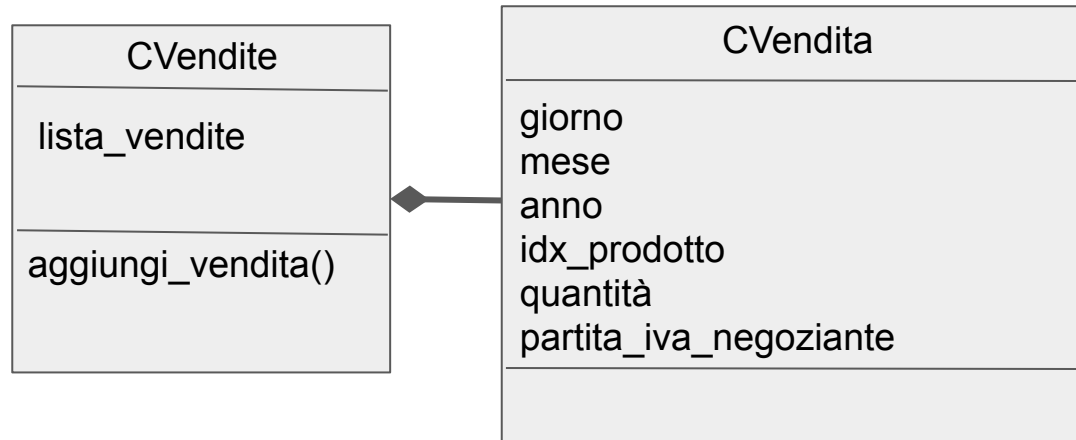 CVendite
lista_vendite
aggiungi_vendita()
CVendita
giorno
mese
anno
idx_prodotto
quantità
partita_iva_negoziante